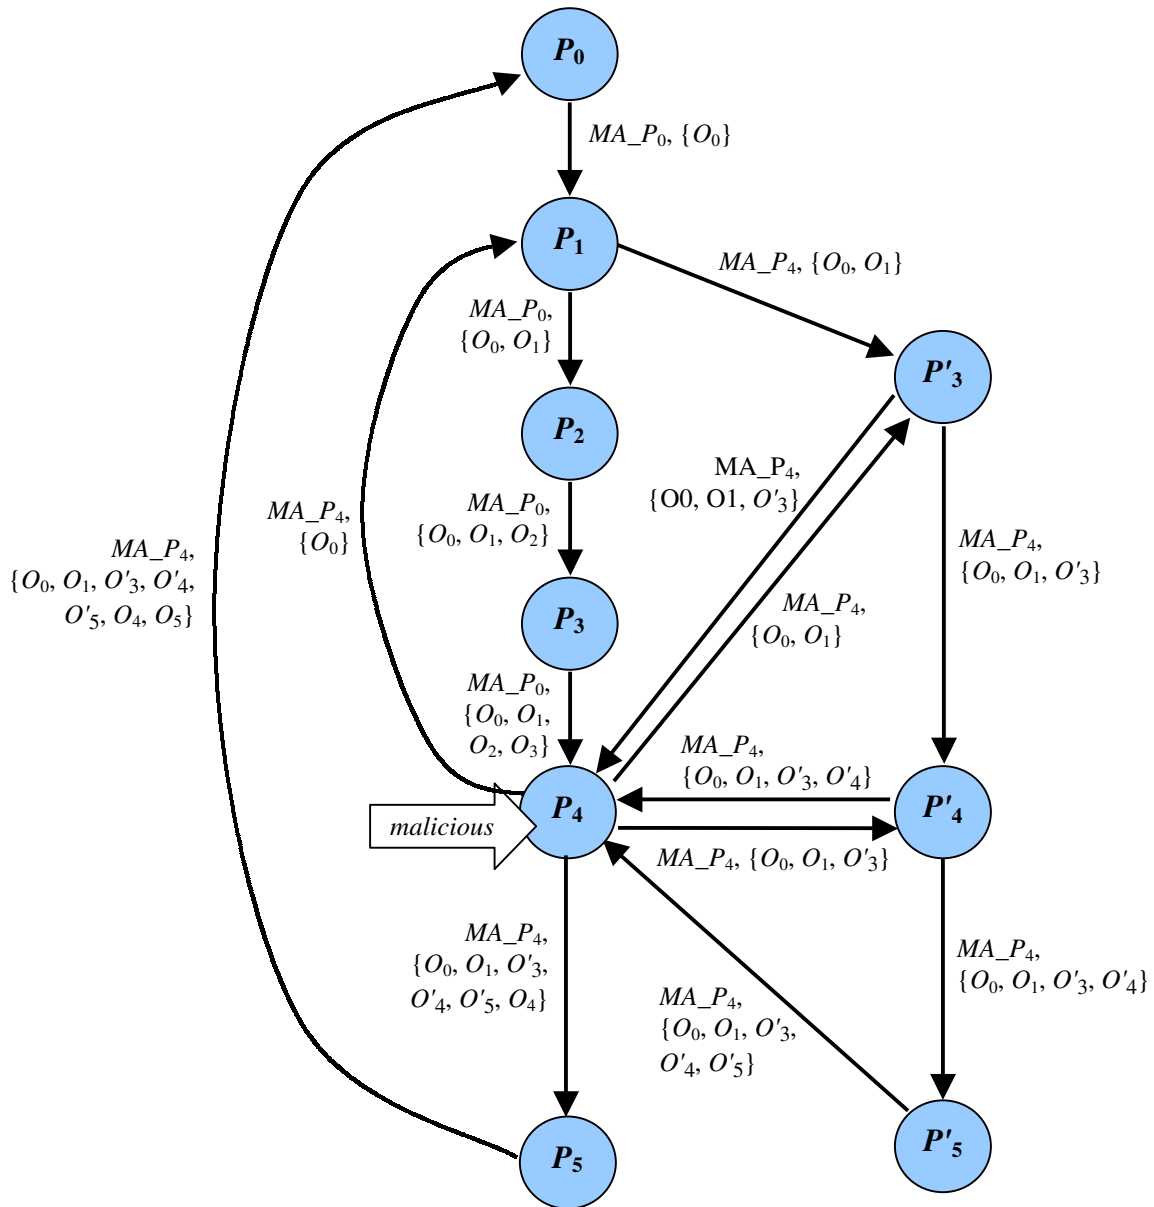 P₀
MA_P₀, {O₀}
P₁
MA_P₄, {O₀, O₁}
MA_P₀,
{O₀, O₁}
P'₃
P₂
MA_P₄,
{O0, O1, O'₃}
MA_P₀,
{O₀, O₁, O₂}
MA_P₄,
{O₀}
MA_P₄,
{O₀, O₁, O'₃}
MA_P₄,
{O₀, O₁, O'₃, O'₄,
O'₅, O₄, O₅}
MA_P₄,
{O₀, O₁}
P₃
MA_P₀,
{O₀, O₁,
O₂, O₃}
MA_P₄,
{O₀, O₁, O'₃, O'₄}
P₄
P'₄
malicious
MA_P₄, {O₀, O₁, O'₃}
MA_P₄,
{O₀, O₁, O'₃,
O'₄, O'₅, O₄}
MA_P₄,
{O₀, O₁, O'₃, O'₄}
MA_P₄,
{O₀, O₁, O'₃,
O'₄, O'₅}
P₅
P'₅